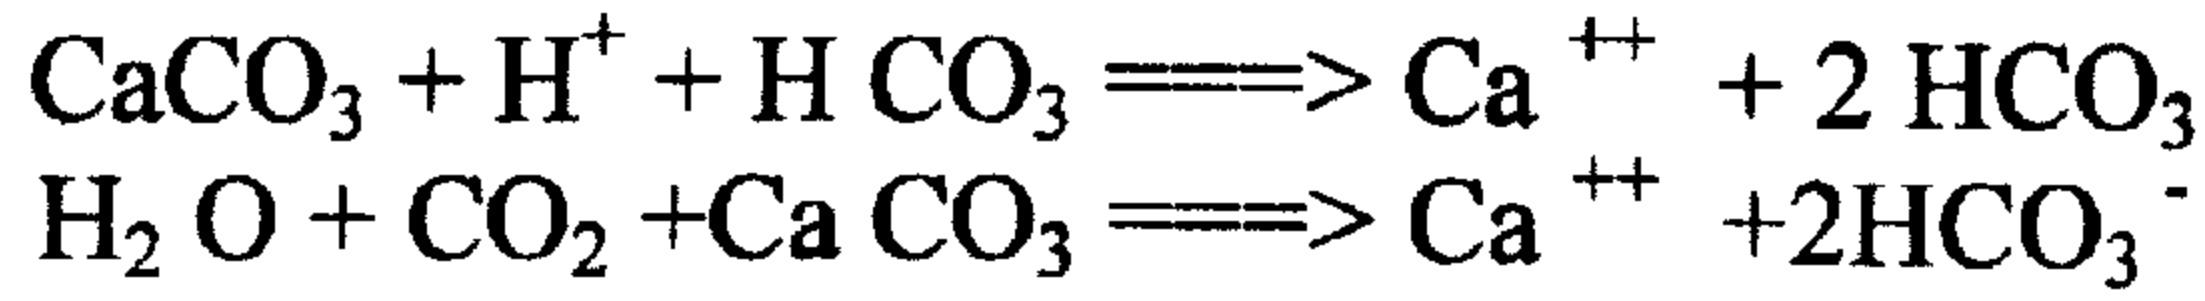 CaCO₃ + H⁺ + H CO₃ ===> Ca ⁺⁺ + 2 HCO₃
H₂ O + CO₂ +Ca CO₃ ===> Ca ⁺⁺ +2HCO₃⁻